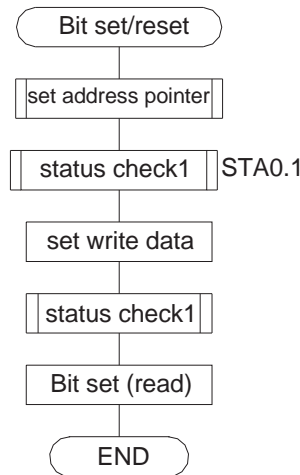 Bit set/reset
set address pointer
status check1 STA0.1
set write data
status check1
Bit set (read)
END